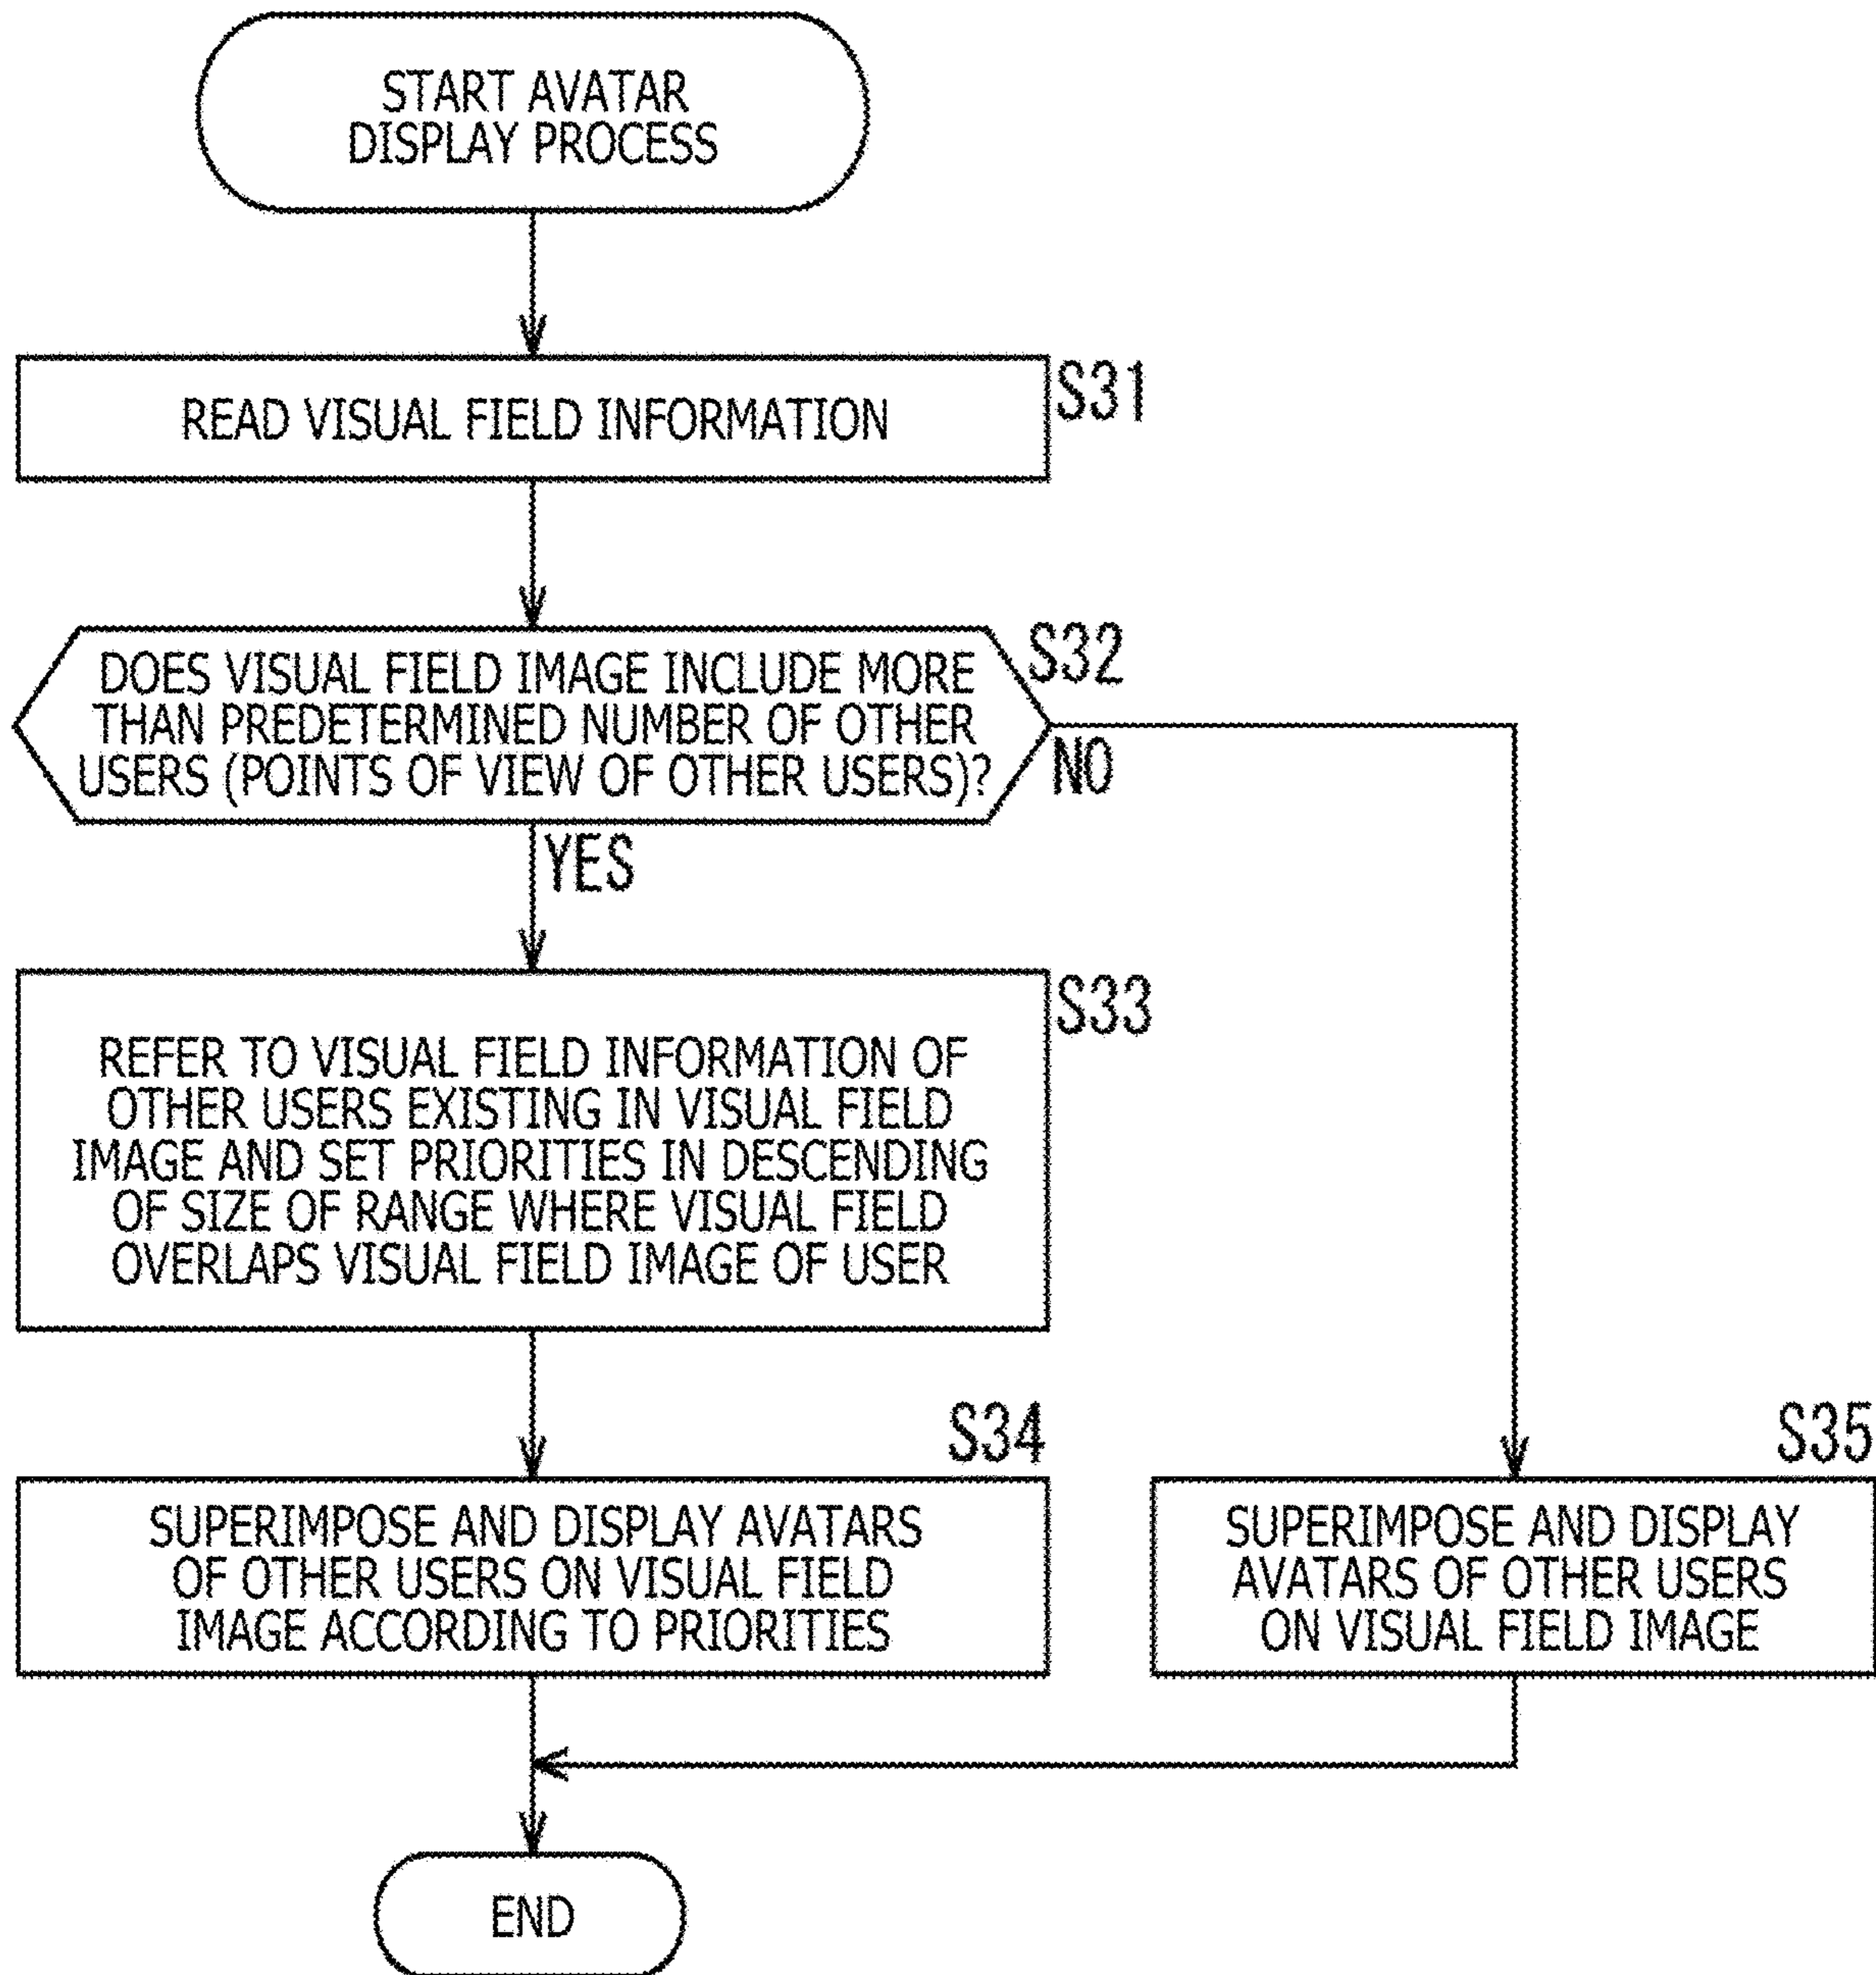 START AVATAR
DISPLAY PROCESS
READ VISUAL FIELD INFORMATION
S31
DOES VISUAL FIELD IMAGE INCLUDE MORE
THAN PREDETERMINED NUMBER OF OTHER
USERS (POINTS OF VIEW OF OTHER USERS)?
S32
NO
YES
S33
REFER TO VISUAL FIELD INFORMATION OF
OTHER USERS EXISTING IN VISUAL FIELD
IMAGE AND SET PRIORITIES IN DESCENDING
OF SIZE OF RANGE WHERE VISUAL FIELD
OVERLAPS VISUAL FIELD IMAGE OF USER
S34
SUPERIMPOSE AND DISPLAY AVATARS
OF OTHER USERS ON VISUAL FIELD
IMAGE ACCORDING TO PRIORITIES
S35
SUPERIMPOSE AND DISPLAY
AVATARS OF OTHER USERS
ON VISUAL FIELD IMAGE
END